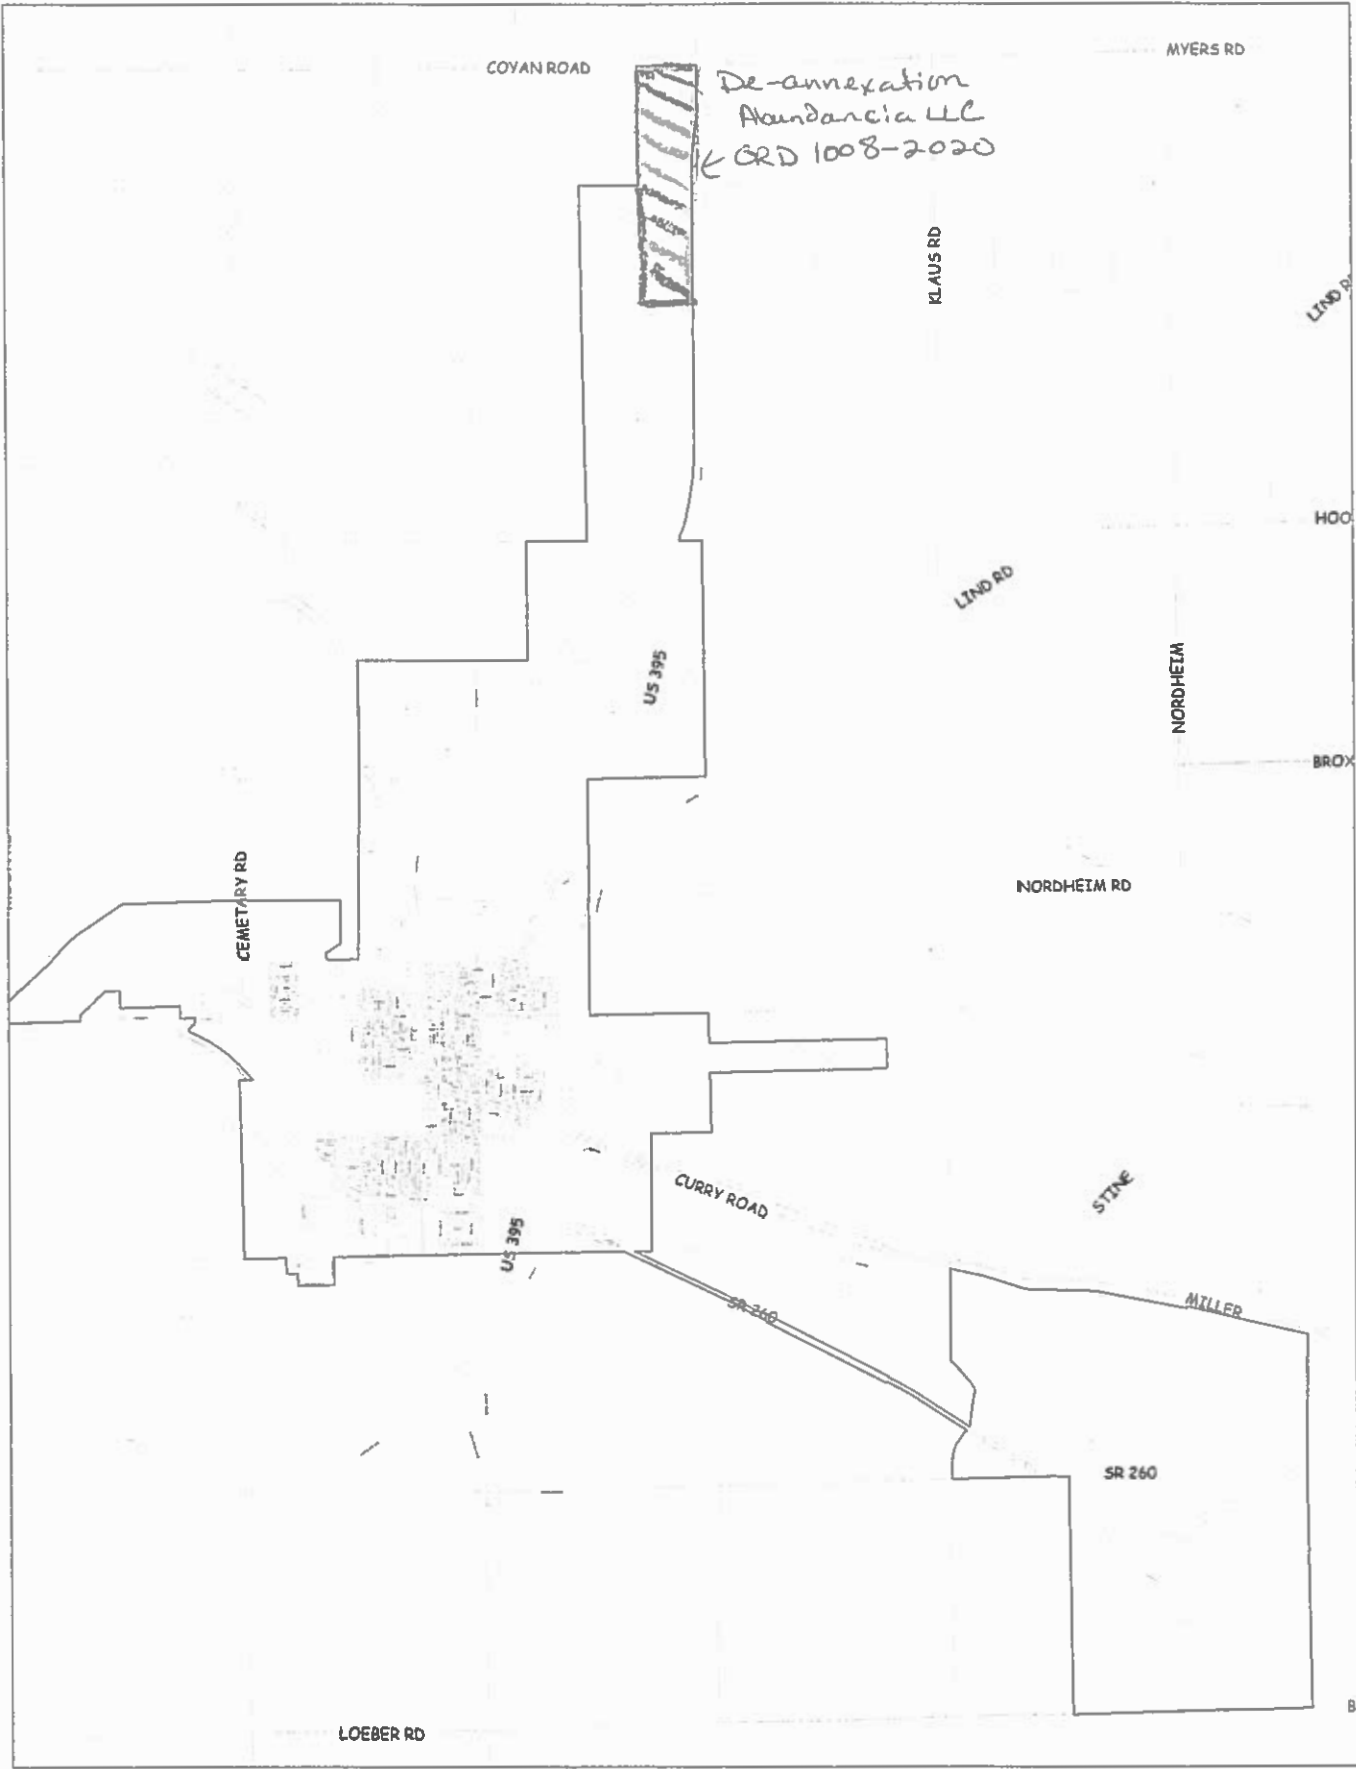 MYERS RD
COYAN ROAD
De-annexation
Abundancia LLC
← ORD 1008-2020
KLAUS RD
LIND R
HOO
LIND RD
US 395
NORDHEIM
BROX
CEMETARY RD
NORDHEIM RD
CURRY ROAD
STINE
US 395
SR 260
MILLER
SR 260
B
LOEBER RD